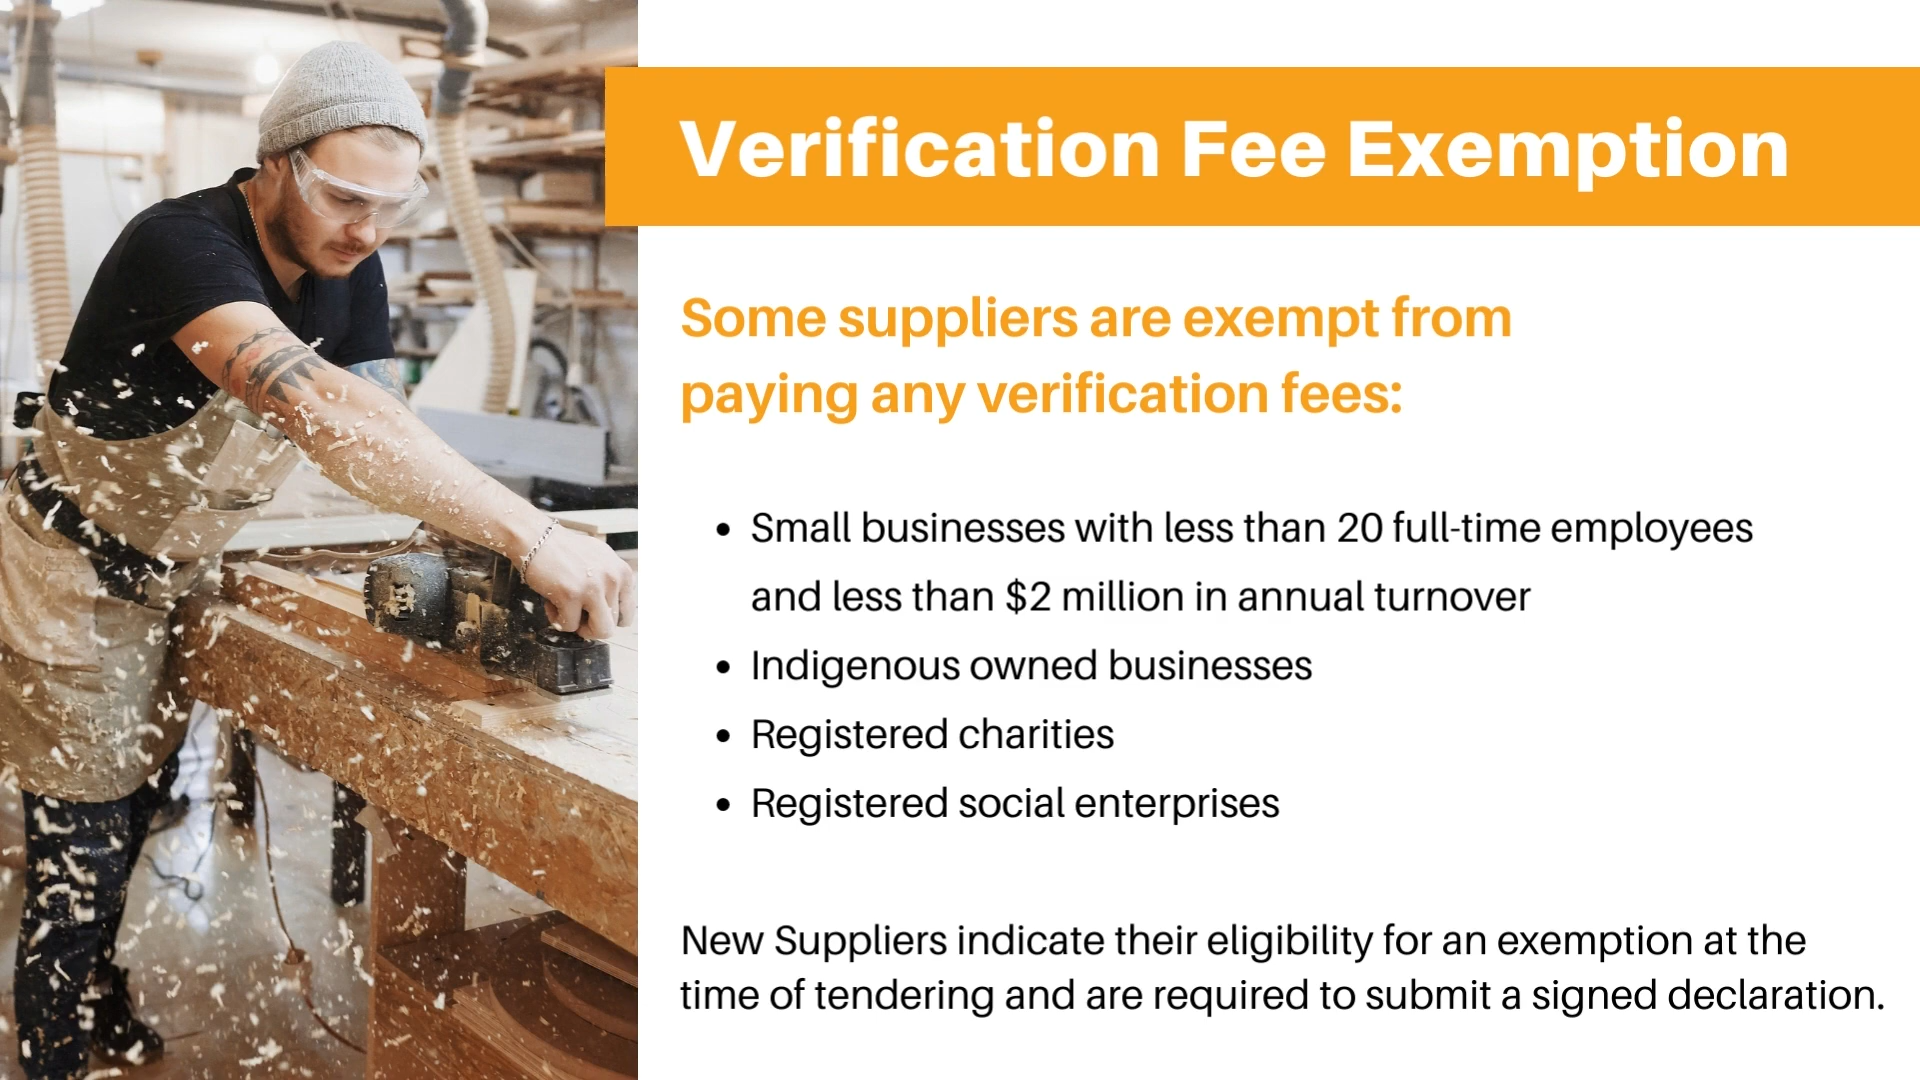 Verification Fee Exemption
Some suppliers are exempt from
paying any verification fees:
• Small businesses with less than 20 full-time employees
and less than $2 million in annual turnover
• Indigenous owned businesses
• Registered charities
• Registered social enterprises
New Suppliers indicate their eligibility for an exemption at the
time of tendering and are required to submit a signed declaration.